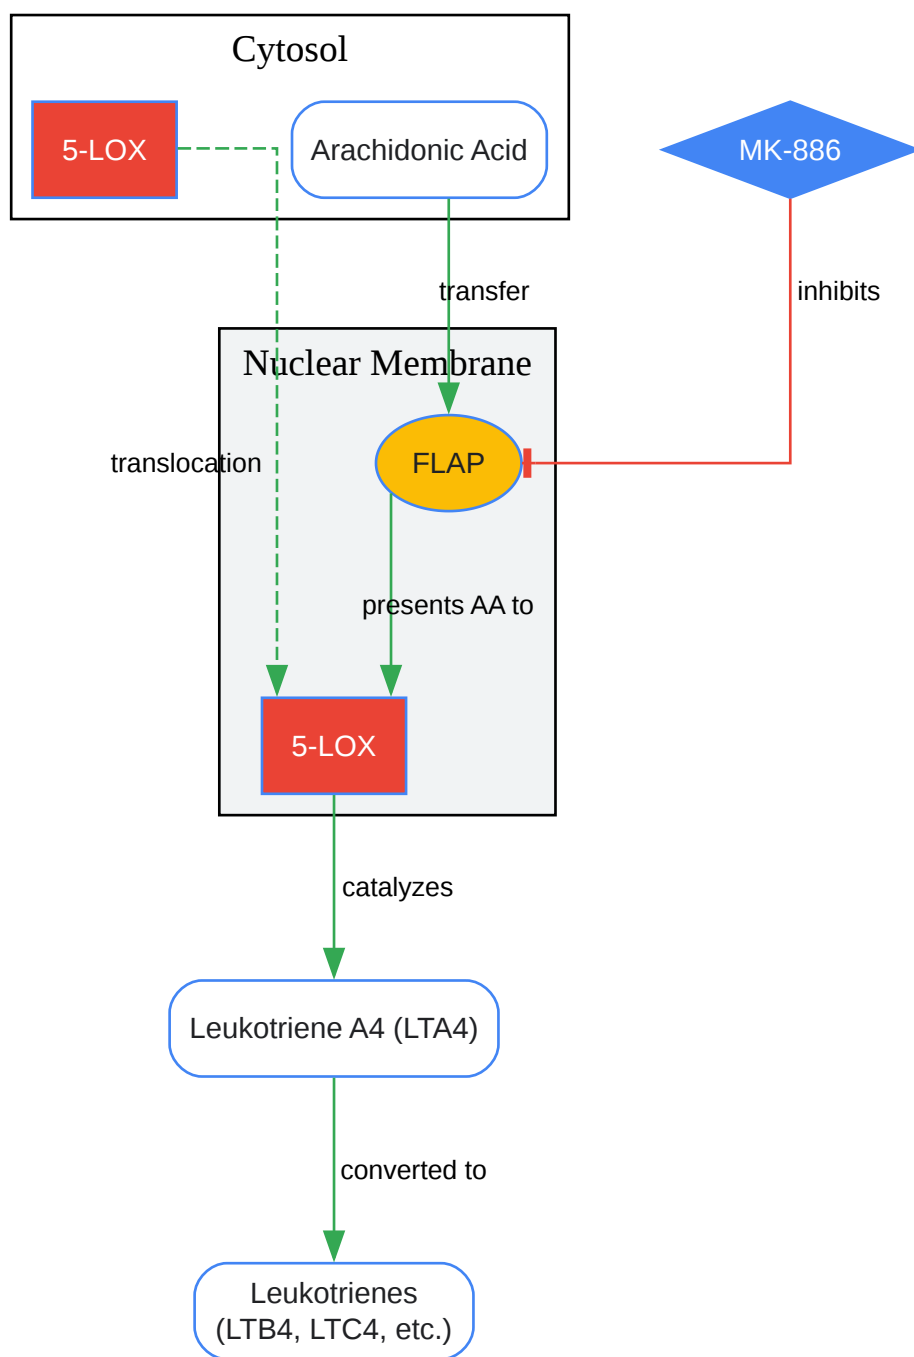 Cytosol
5-LOX
Arachidonic Acid
MK-886
transfer
inhibits
Nuclear Membrane
translocation
FLAP
presents AA to
5-LOX
catalyzes
Leukotriene A4 (LTA4)
converted to
Leukotrienes
(LTB4, LTC4, etc.)